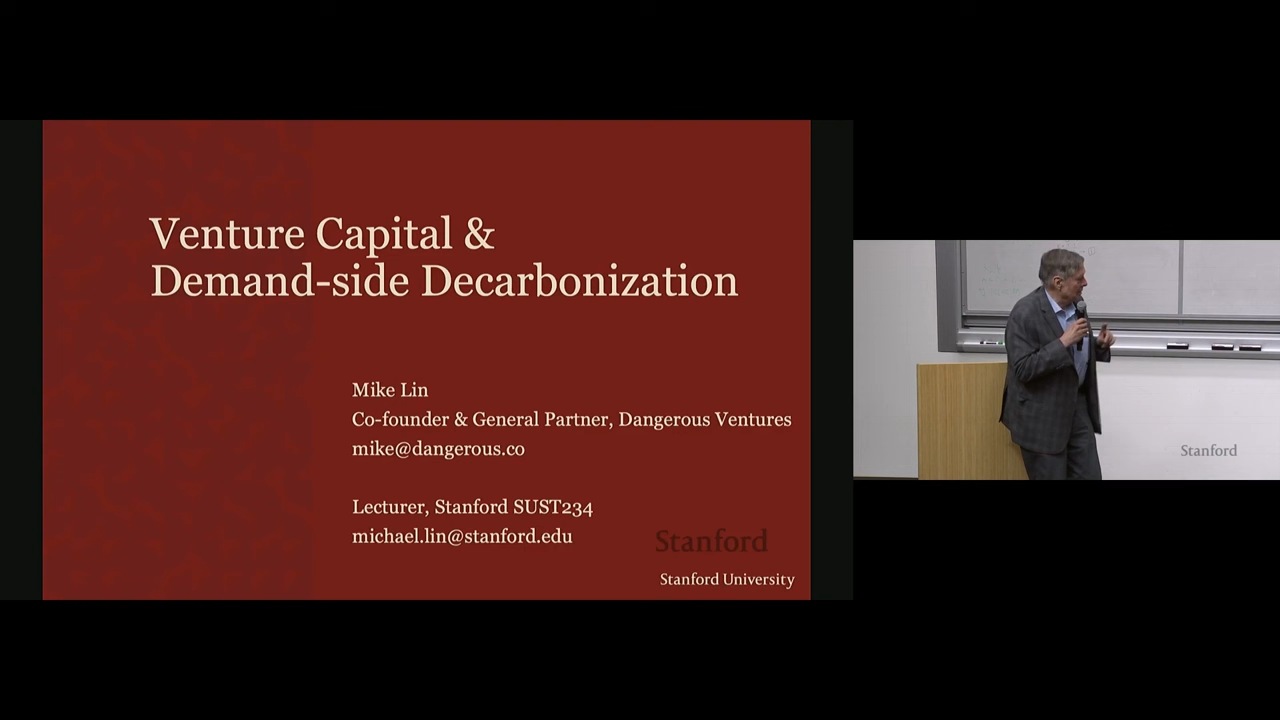 Venture Capital &
Demand-side Decarbonization
Mike Lin
Co-founder & General Partner, Dangerous Ventures
mike@dangerous.co
Lecturer, Stanford SUST234
michael.lin@stanford.edu
Stanford
Stanford University
Stanford